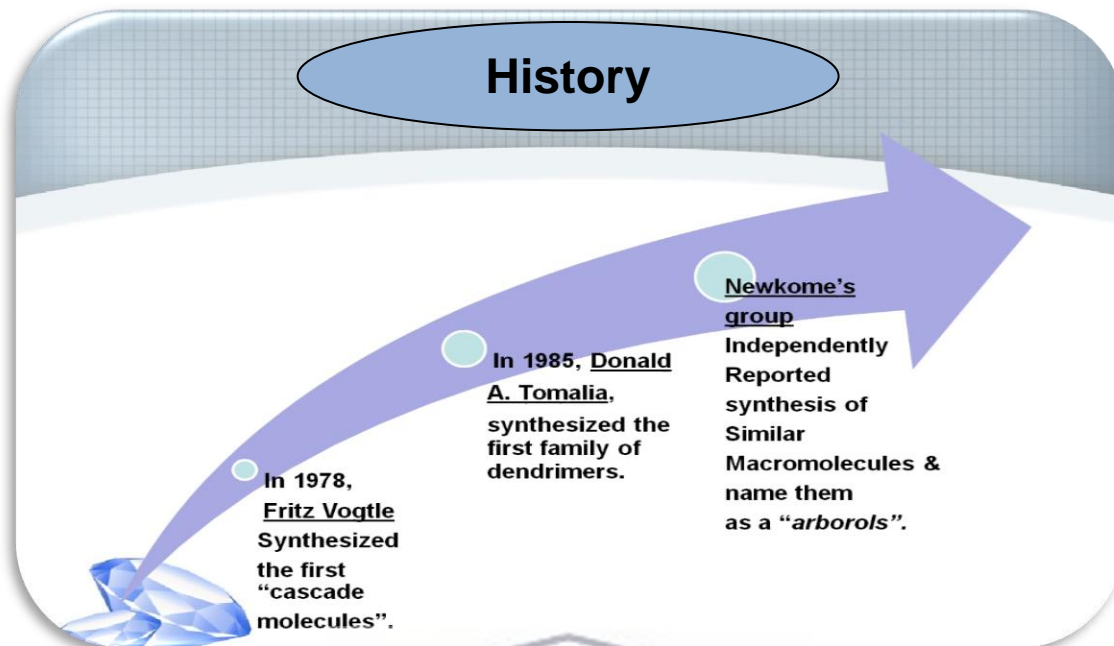 History
In 1978,
Fritz Vogtle
Synthesized
the first
“cascade
molecules”.
In 1985, Donald
A. Tomalia,
synthesized the
first family of
dendrimers.
Newkome’s
group
Independently
Reported
synthesis of
Similar
Macromolecules &
name them
as a “arborols”.